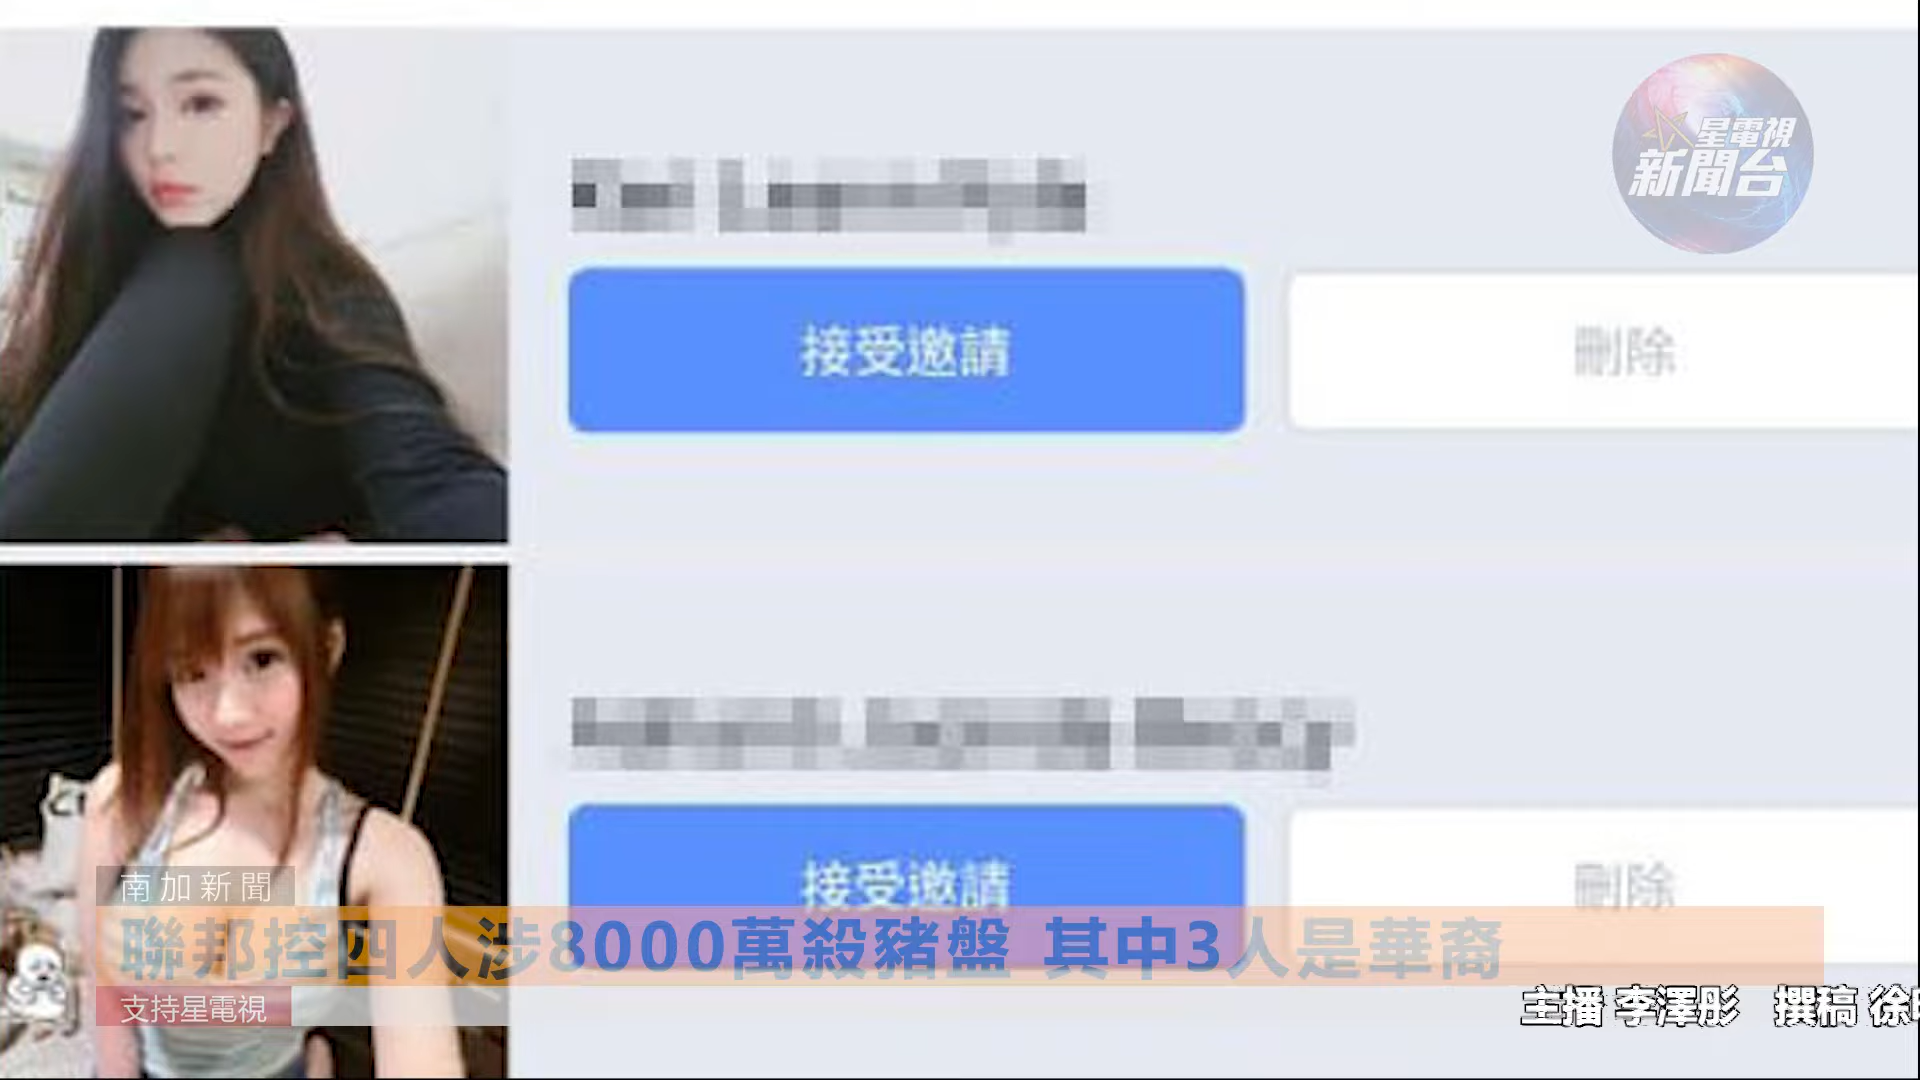 星電視
新聞台
接受邀請
刪除
接受邀請
刪除
南加新聞
聯邦控四人涉8000萬殺豬盤 其中3人是華裔
支持星電視
主播 李澤彤 撰稿 徐